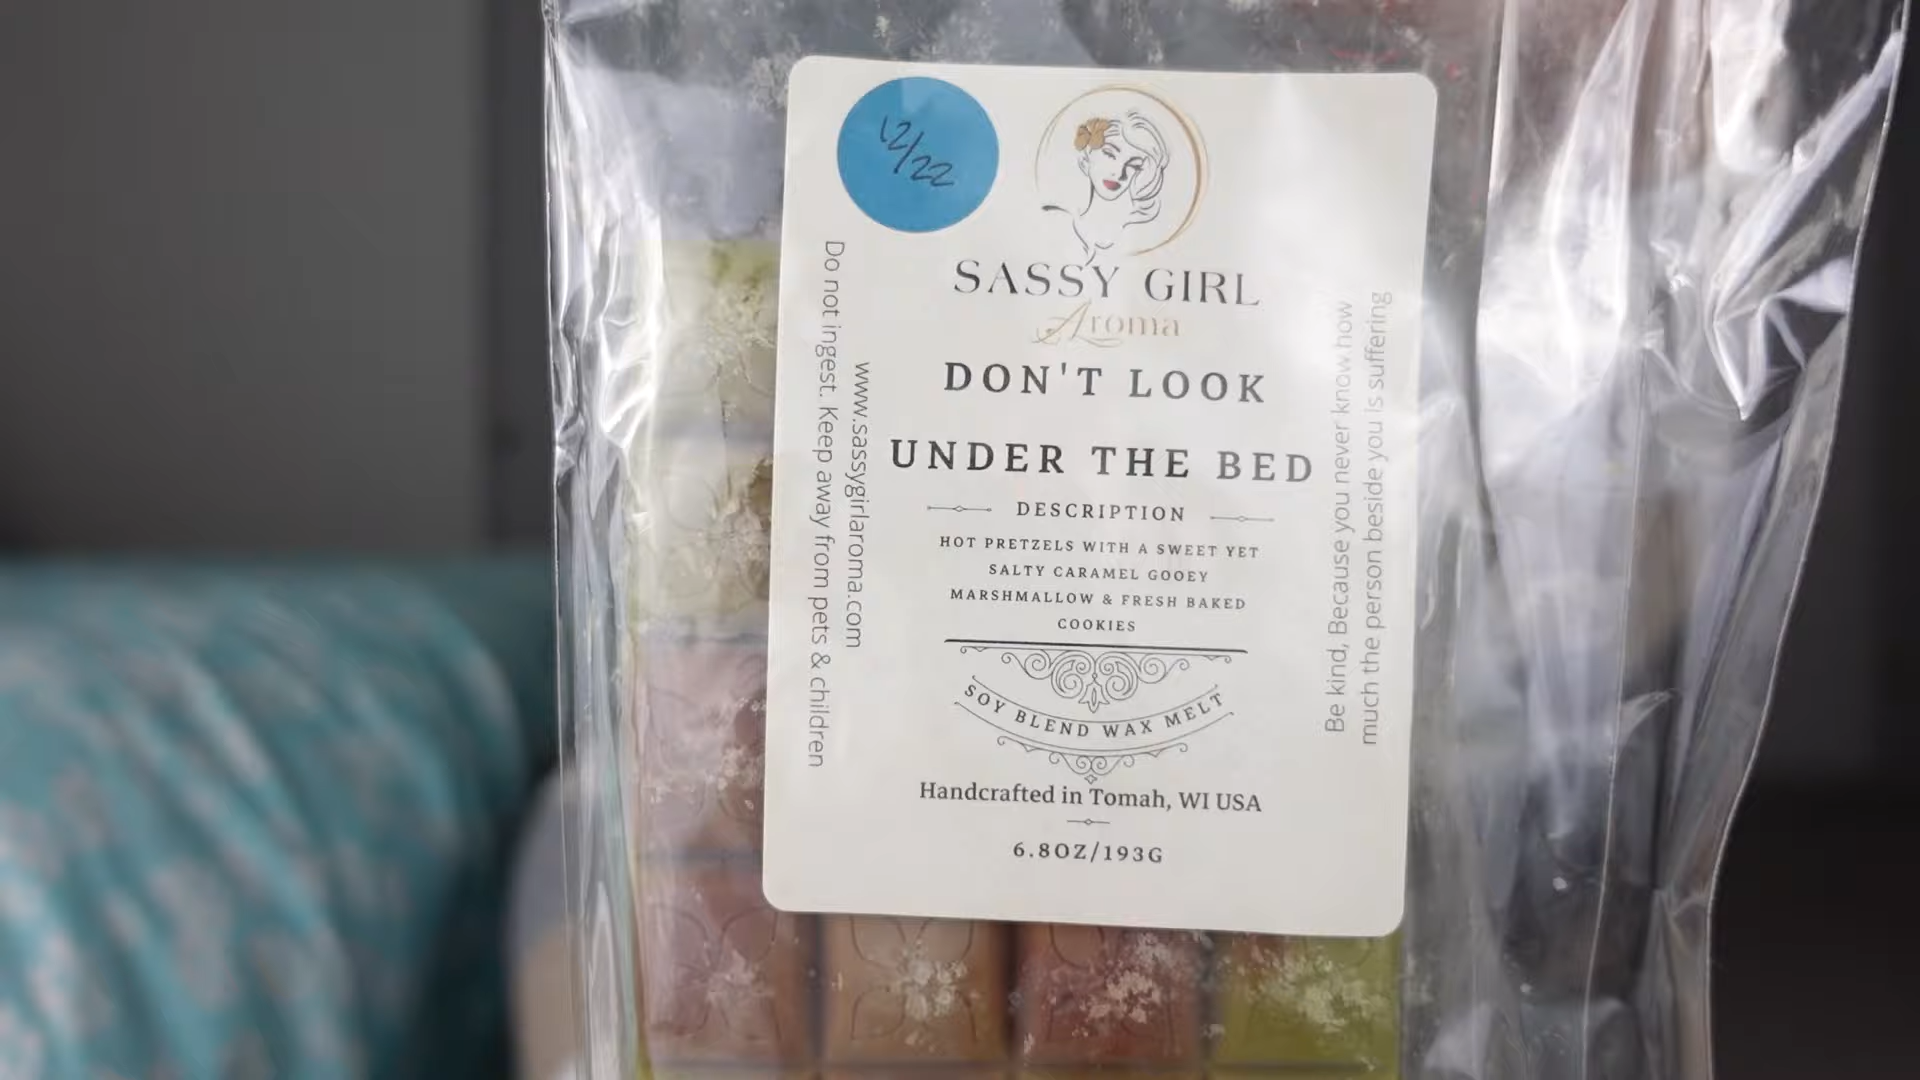 12/22
SASSY GIRL
Aroma
DON'T LOOK
UNDER THE BED
DESCRIPTION
HOT PRETZELS WITH A SWEET YET
SALTY CARAMEL GOOEY
MARSHMALLOW & FRESH BAKED
COOKIES
SOY BLEND WAX MELT
Handcrafted in Tomah, WI USA
6.8OZ/193G
www.sassygirlaroma.com
Do not ingest. Keep away from pets & children
Be kind, Because you never know how
much the person beside you is suffering